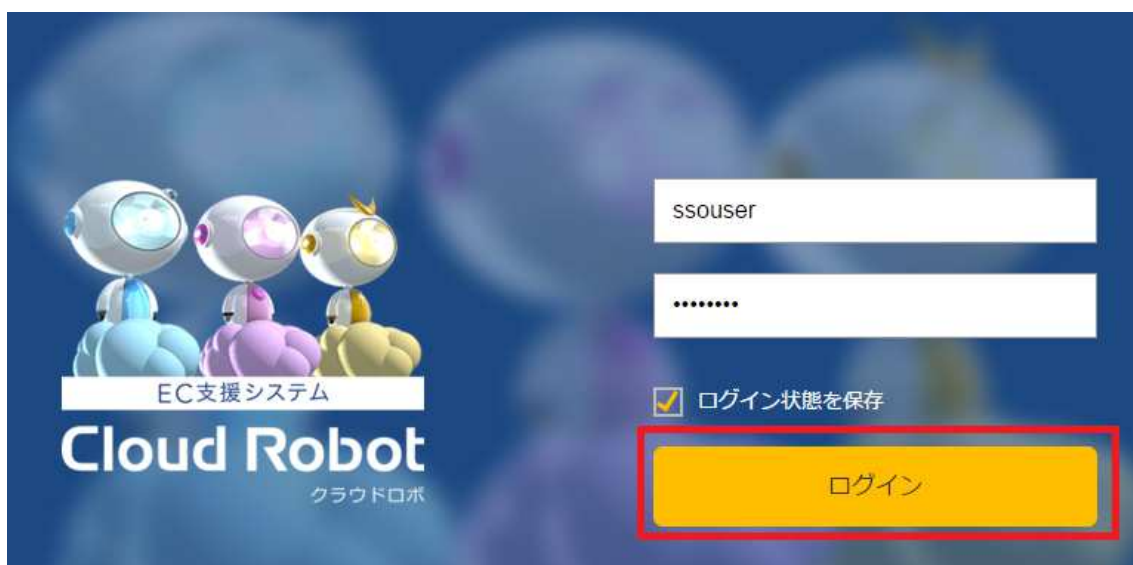 EC支援システム
Cloud Robot
クラウドロボ
ssouser
••••••••
ログイン状態を保存
ログイン